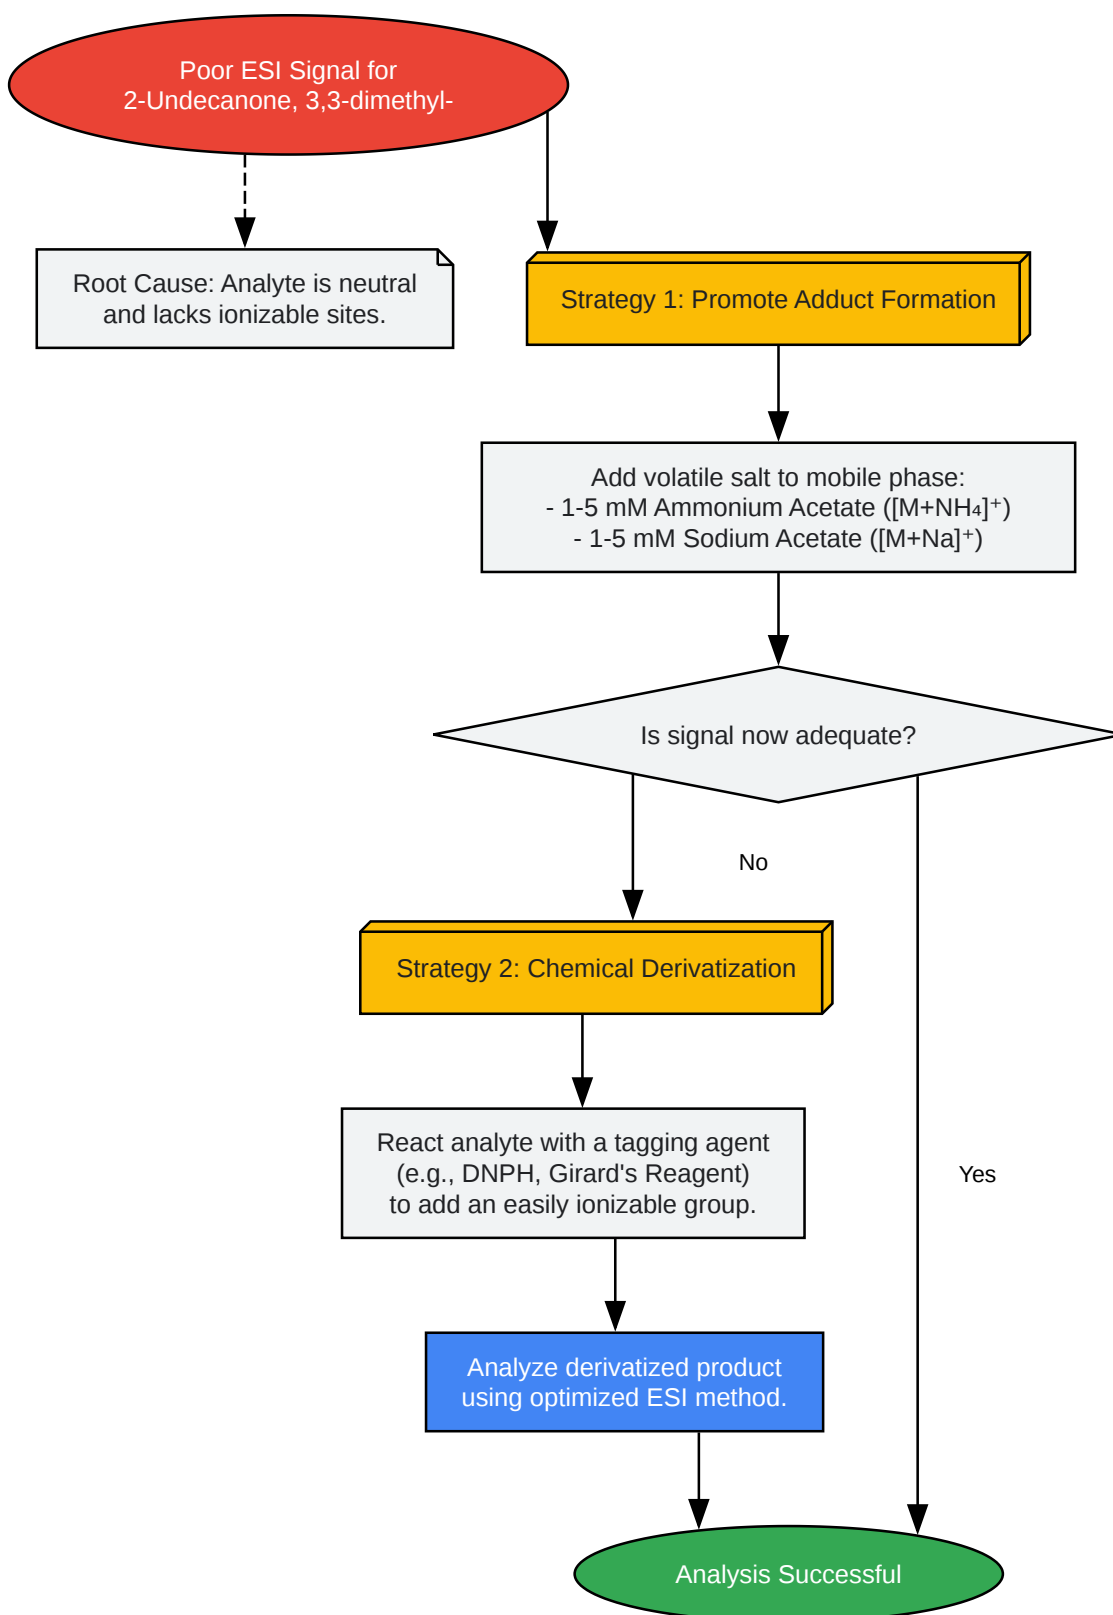 Poor ESI Signal for
2-Undecanone, 3,3-dimethyl-
Root Cause: Analyte is neutral
and lacks ionizable sites.
Strategy 1: Promote Adduct Formation
Add volatile salt to mobile phase:
- 1-5 mM Ammonium Acetate ([M+NH₄]⁺)
- 1-5 mM Sodium Acetate ([M+Na]⁺)
Is signal now adequate?
No
Strategy 2: Chemical Derivatization
React analyte with a tagging agent
(e.g., DNPH, Girard's Reagent)
to add an easily ionizable group.
Yes
Analyze derivatized product
using optimized ESI method.
Analysis Successful